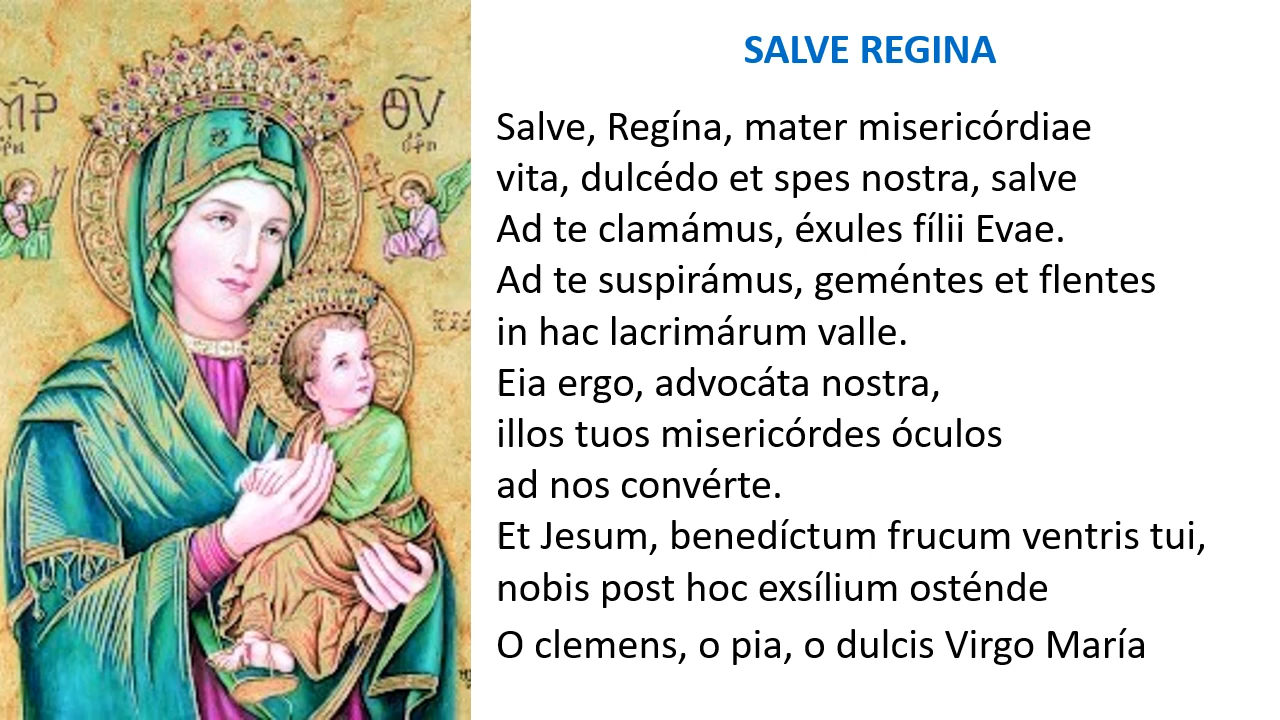 SALVE REGINA
Salve, Regína, mater misericórdiae
vita, dulcédo et spes nostra, salve
Ad te clamámus, éxules fílii Evae.
Ad te suspirámus, geméntes et flentes
in hac lacrimárum valle.
Eia ergo, advocáta nostra,
illos tuos misericórdes óculos
ad nos convérte.
Et Jesum, benedíctum frucum ventris tui,
nobis post hoc exsílium osténde
O clemens, o pia, o dulcis Virgo María
ΜΡ
ΘΥ